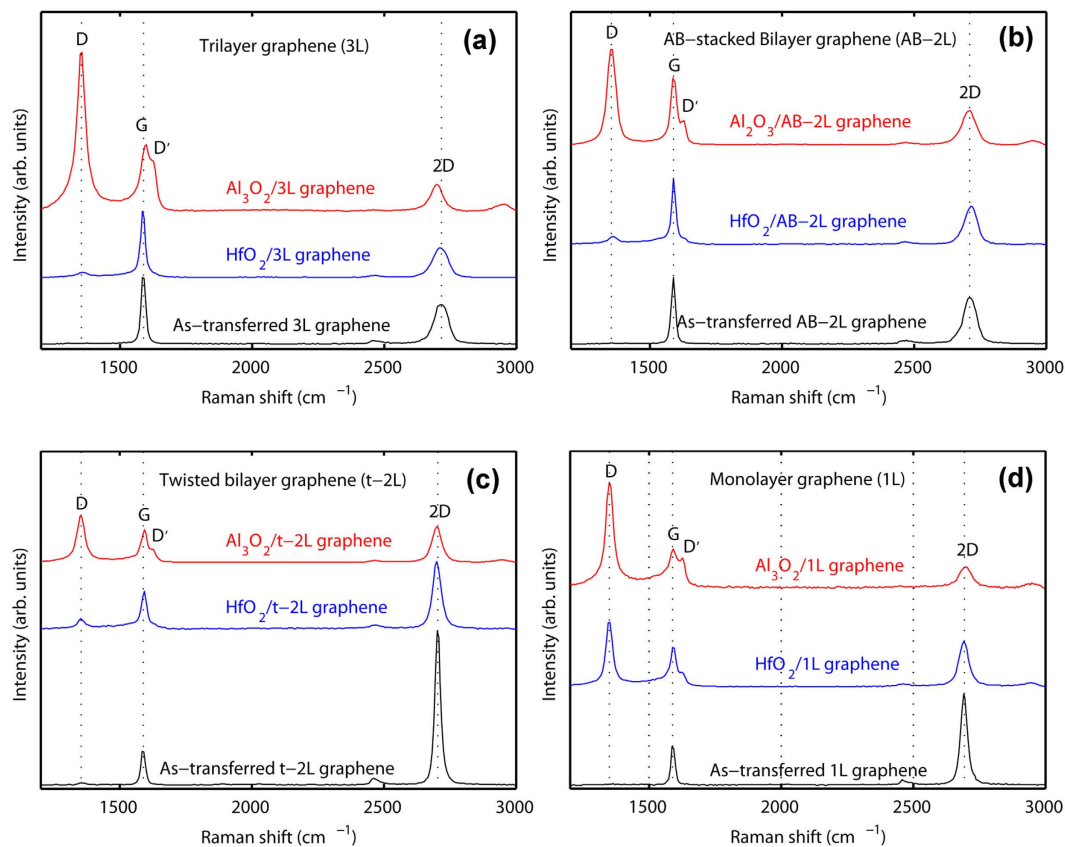 (a)
Trilayer graphene (3L)
D
G
D′
2D
Al₃O₂/3L graphene
HfO₂/3L graphene
As−transferred 3L graphene
Intensity (arb. units)
1500 2000 2500 3000
Raman shift (cm ⁻¹)
(b)
AB−stacked Bilayer graphene (AB−2L)
D
G
D′
2D
Al₂O₃/AB−2L graphene
HfO₂/AB−2L graphene
As−transferred AB−2L graphene
Intensity (arb. units)
1500 2000 2500 3000
Raman shift (cm ⁻¹)
(c)
Twisted bilayer graphene (t−2L)
D
G
D′
2D
Al₃O₂/t−2L graphene
HfO₂/t−2L graphene
As−transferred t−2L graphene
Intensity (arb. units)
1500 2000 2500 3000
Raman shift (cm ⁻¹)
(d)
Monolayer graphene (1L)
D
G
D′
2D
Al₃O₂/1L graphene
HfO₂/1L graphene
As−transferred 1L graphene
Intensity (arb. units)
1500 2000 2500 3000
Raman shift (cm ⁻¹)